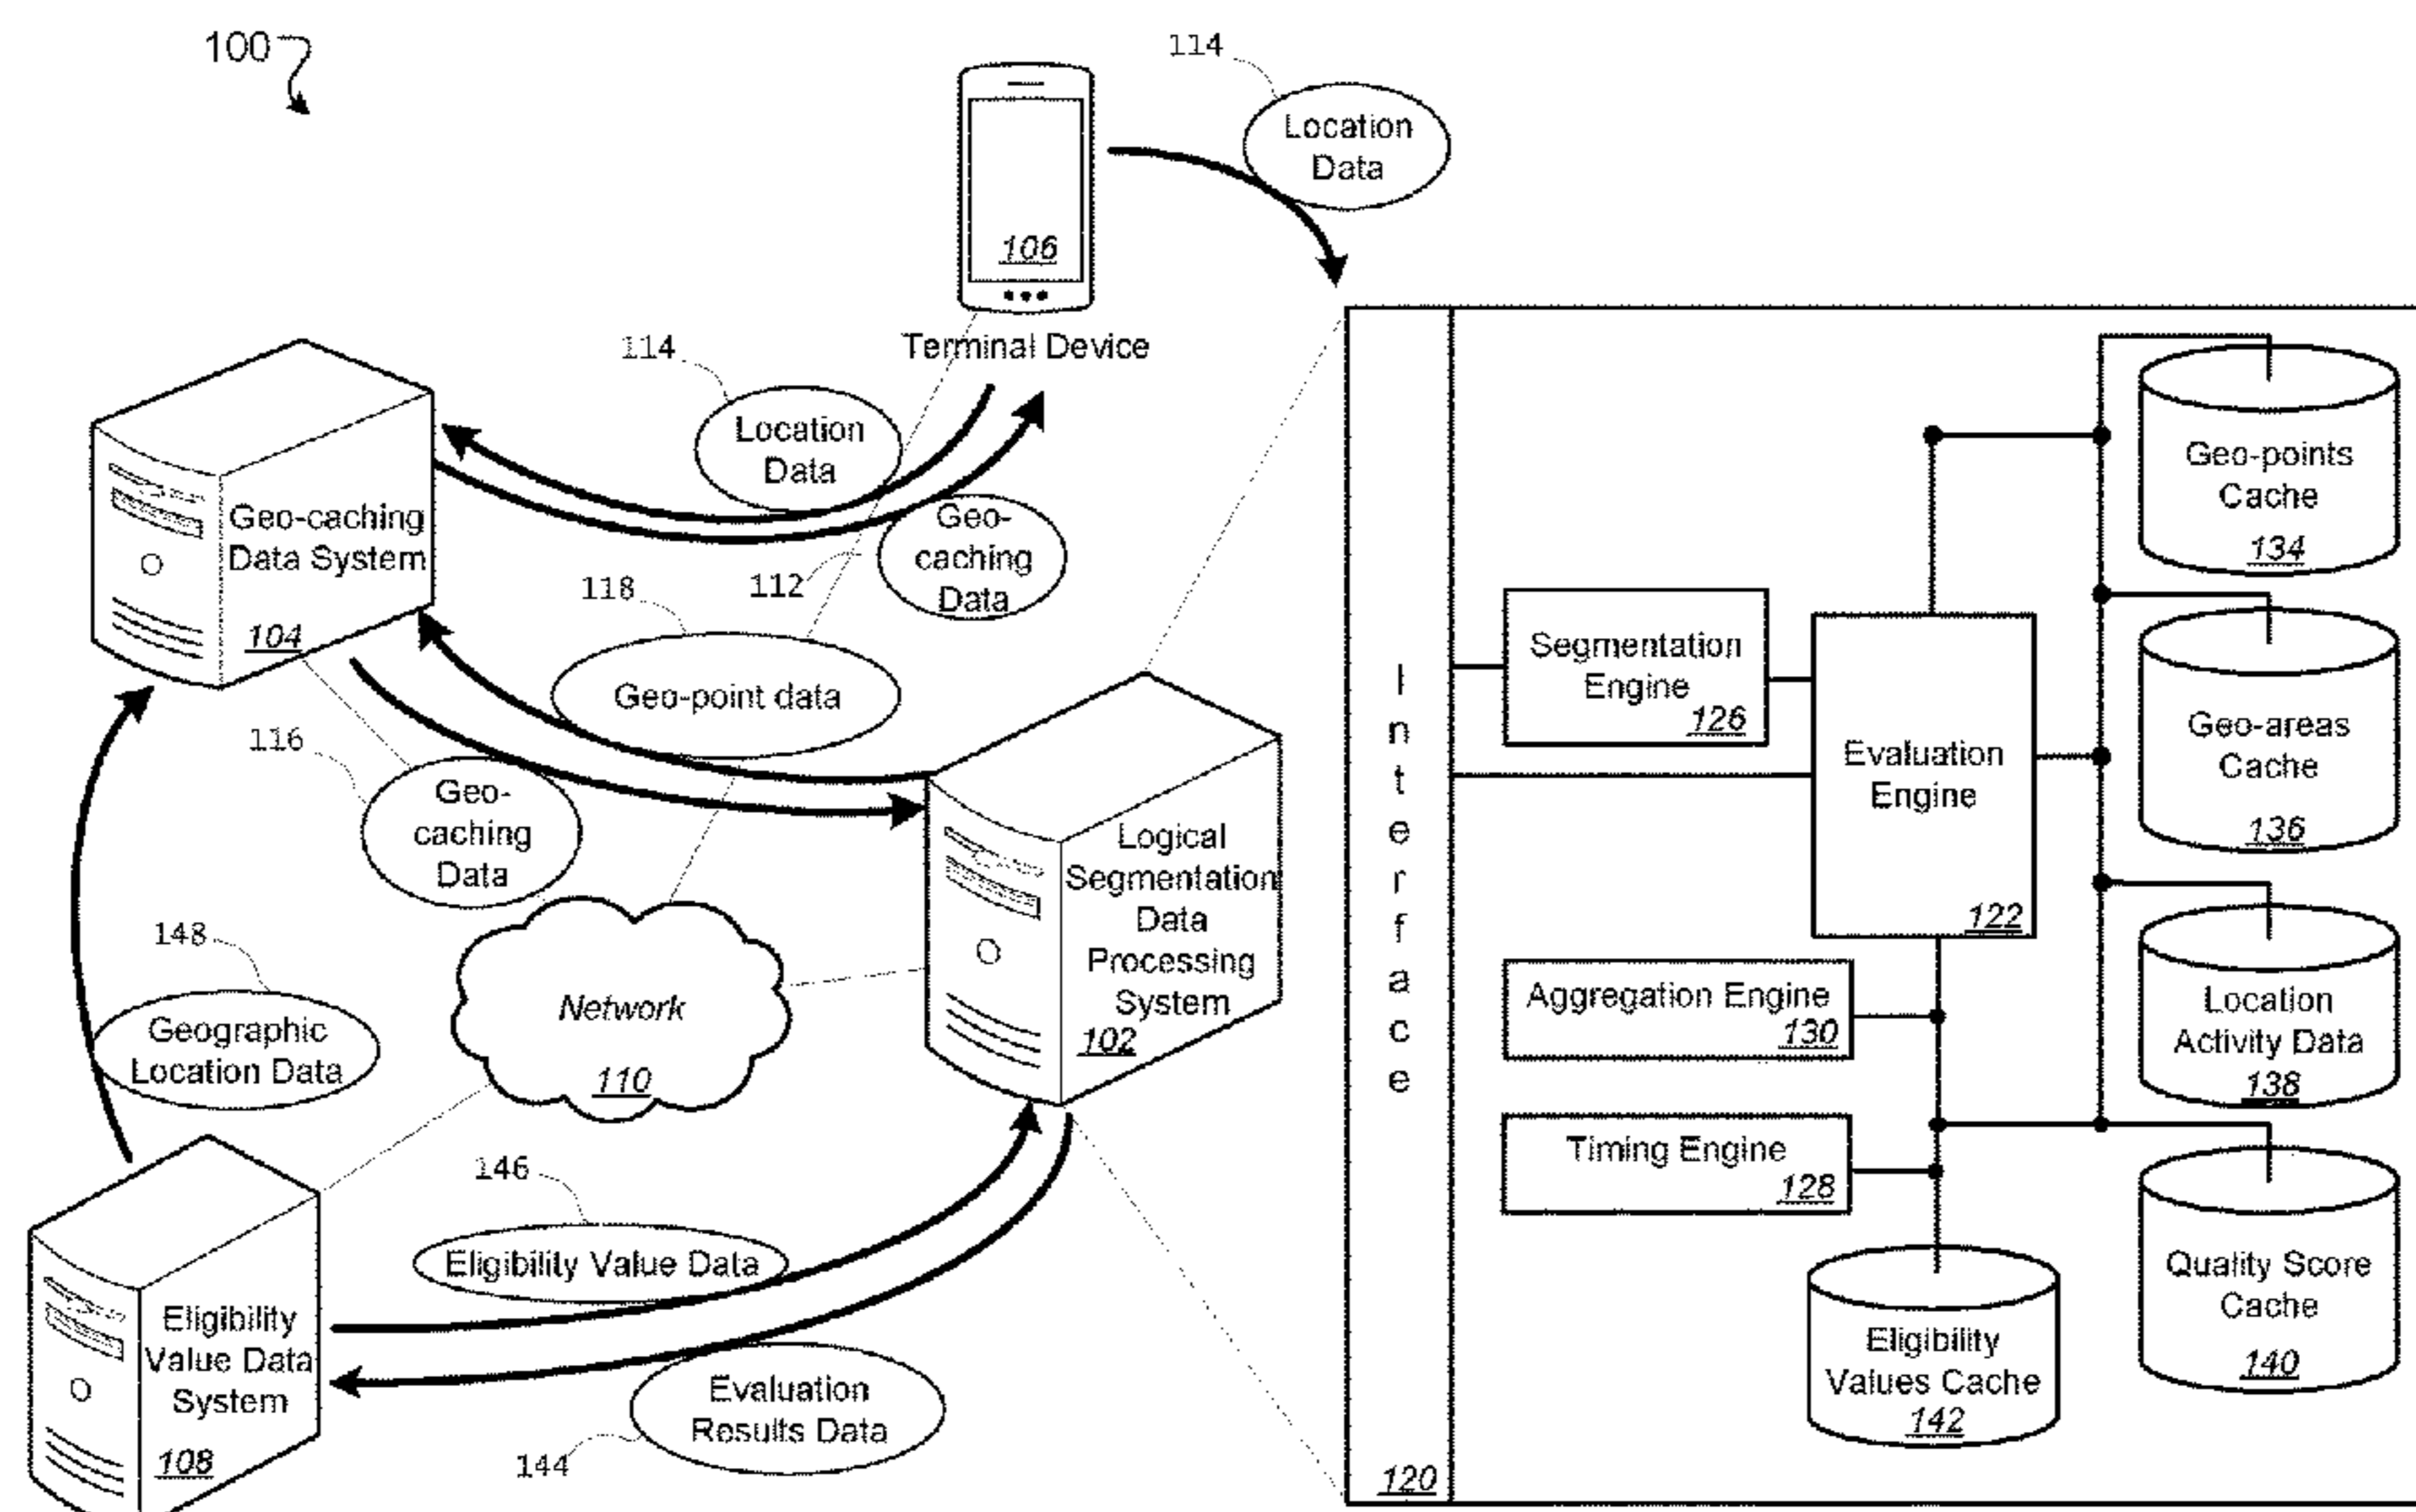 100
114
Location
Data
106
Terminal Device
114
Location
Data
Geo-caching
Data System
104
112
Geo-
caching
Data
118
Geo-point data
116
Geo-
caching
Data
Logical
Segmentation
Data
Processing
System
102
148
Geographic
Location Data
Network
110
146
Eligibility Value Data
Eligibility
Value Data
System
108
Evaluation
Results Data
144
Interface
120
Segmentation
Engine
126
Evaluation
Engine
122
Aggregation Engine
130
Timing Engine
128
Geo-points
Cache
134
Geo-areas
Cache
136
Location
Activity Data
138
Quality Score
Cache
140
Eligibility
Values Cache
142